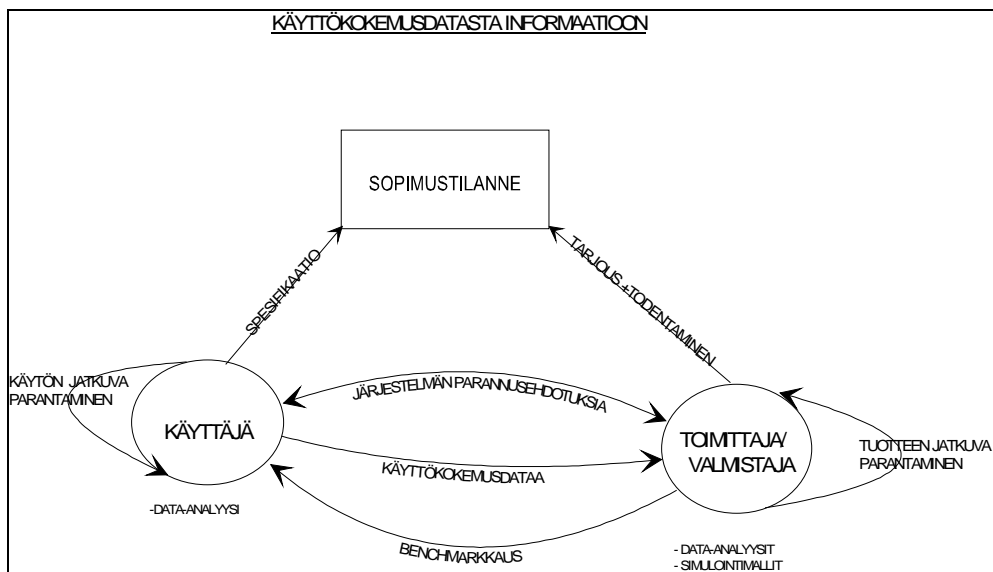 KÄYTTÖKOKEMUSDATASTA INFORMAATIOON
SOPIMUSTILANNE
SPESIFIKAATIO
TARJOUS +TODENTAMINEN
KÄYTÖN JATKUVA
PARANTAMINEN
JÄRJESTELMÄN PARANNUSEHDOTUKSIA
KÄYTTÄJÄ
TOIMITTAJA/
VALMISTAJA
TUOTTEEN JATKUVA
PARANTAMINEN
KÄYTTÖKOKEMUSDATAA
-DATA-ANALYYSI
BENCHMARKKAUS
- DATA-ANALYYSIT
- SIMULOINTIMALLIT